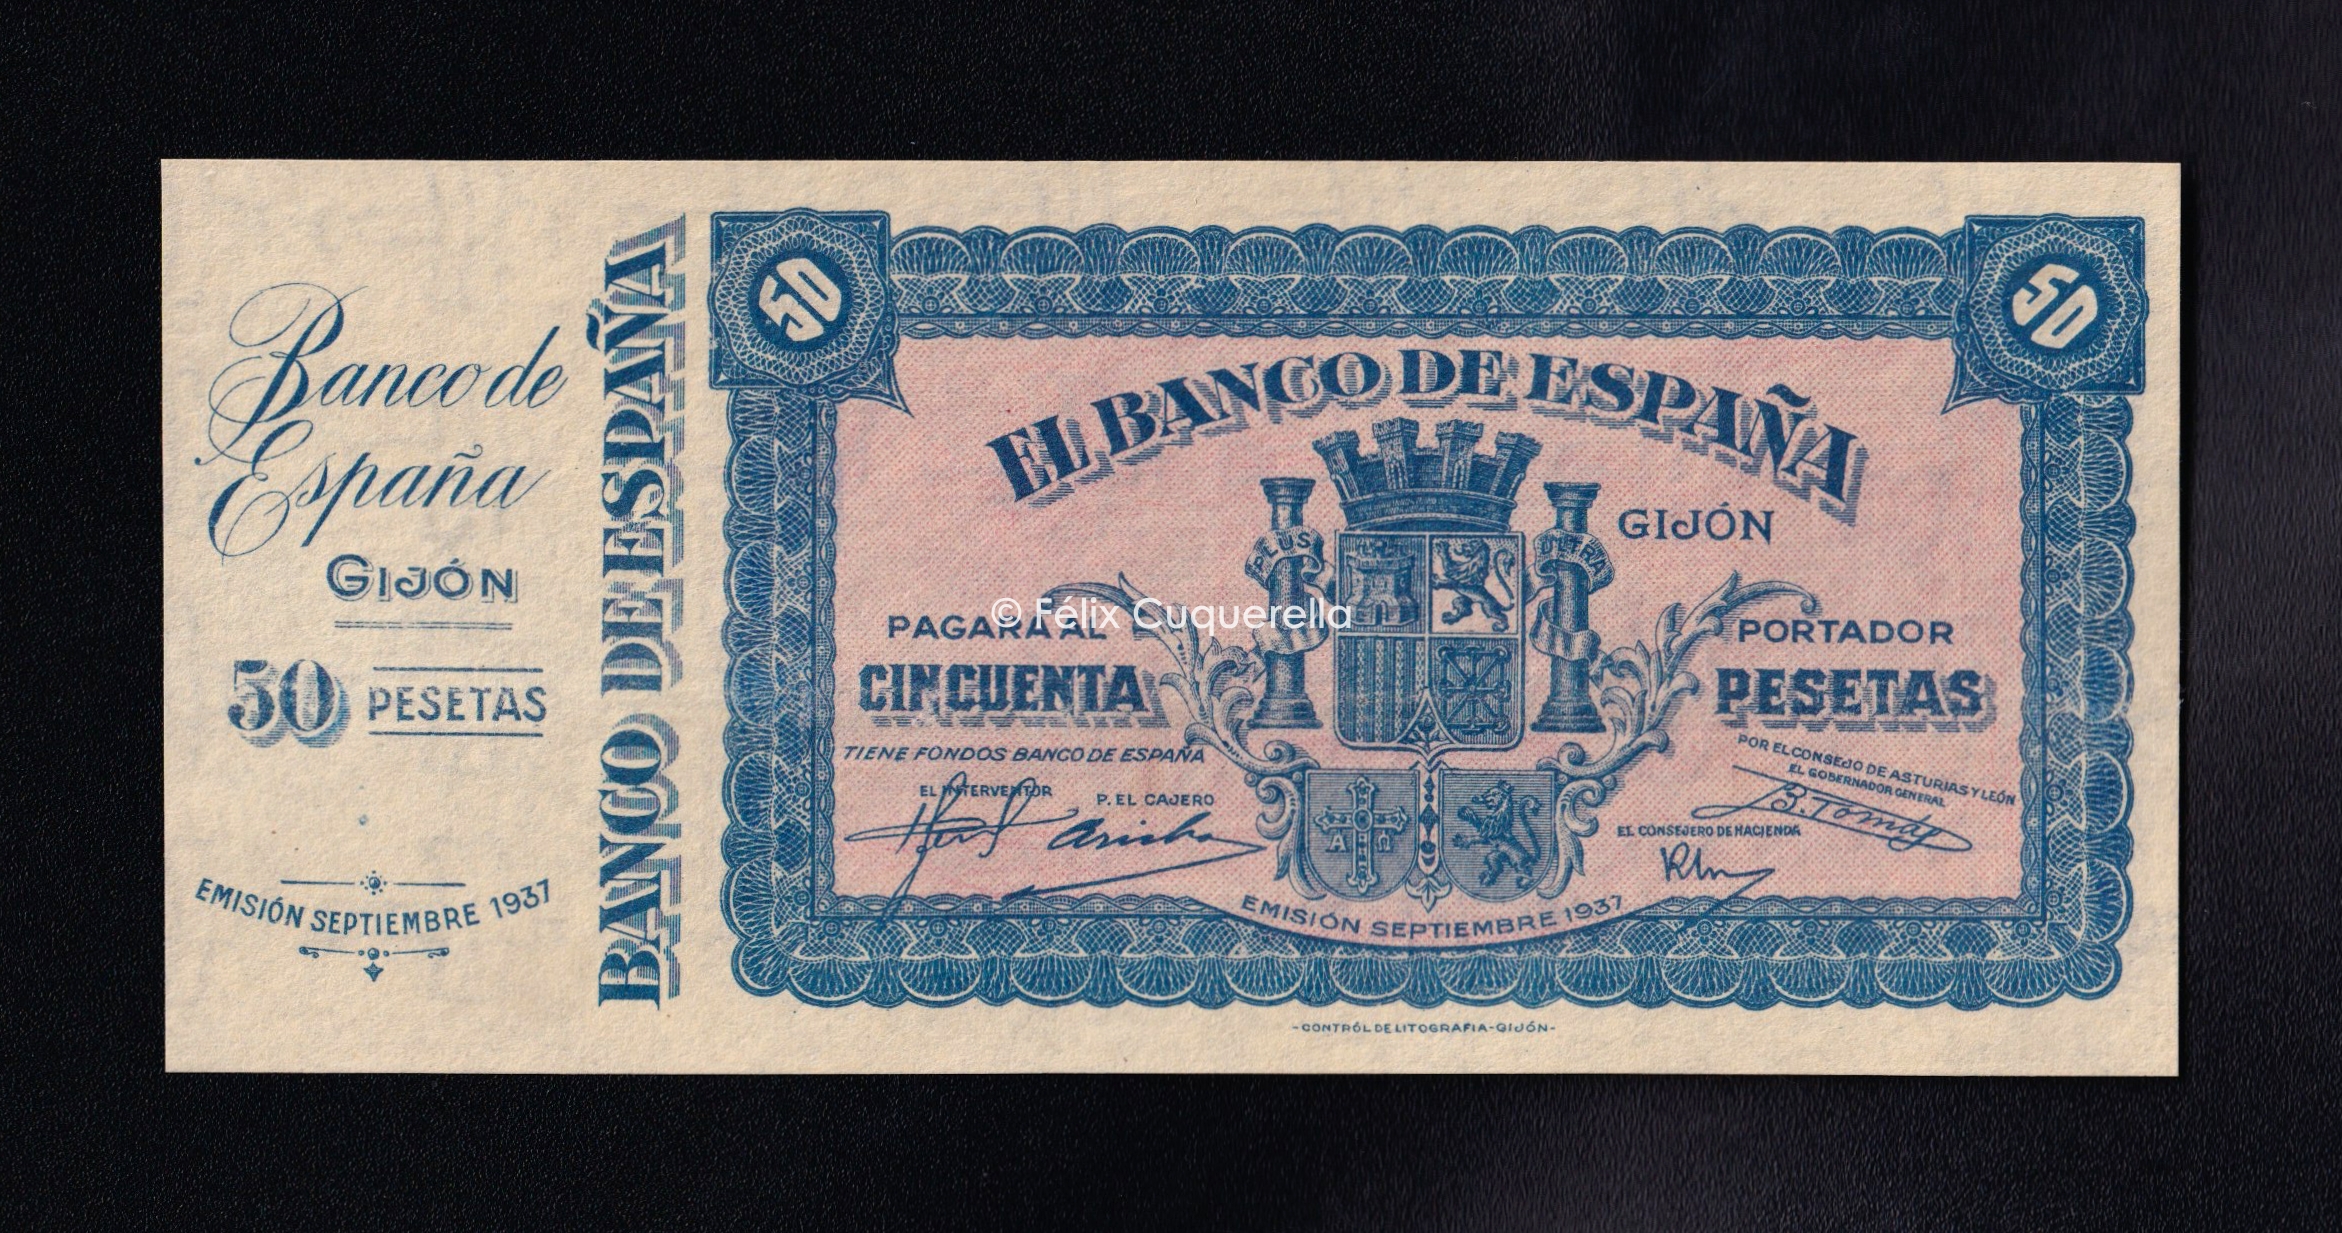 Banco de
España
GIJÓN
50 PESETAS
EMISIÓN SEPTIEMBRE 1937
BANCO DE ESPAÑA
50
50
EL BANCO DE ESPAÑA
GIJÓN
PLUS
ULTRA
PAGARÁ AL
PORTADOR
CINCUENTA
PESETAS
© Félix Cuquerella
TIENE FONDOS BANCO DE ESPAÑA
EL INTERVENTOR
P. EL CAJERO
POR EL CONSEJO DE ASTURIAS Y LEÓN
EL GOBERNADOR GENERAL
B. Tomás
EL CONSEJERO DE HACIENDA
Α Ω
EMISIÓN SEPTIEMBRE 1937
-CONTRÓL DE LITOGRAFIA-GIJÓN-